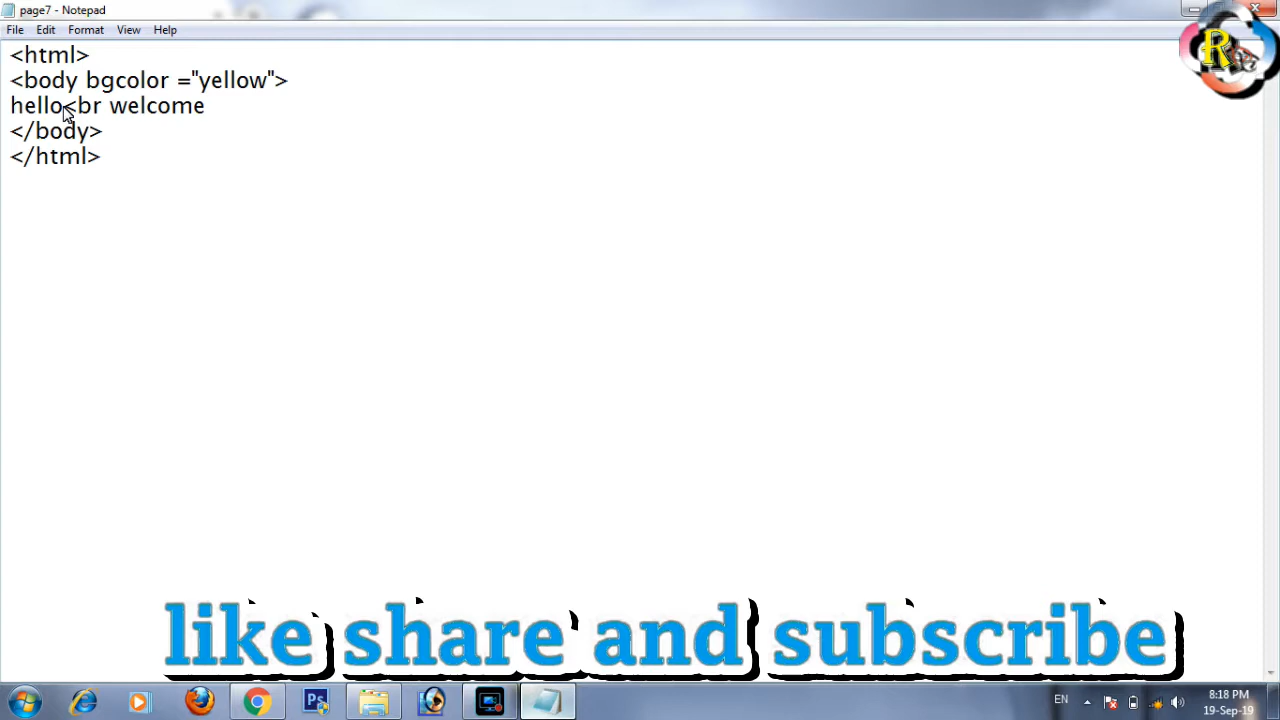 page7 - Notepad
File Edit Format View Help
<html>
<body bgcolor ="yellow">
hello<br welcome
</body>
</html>
like share and subscribe
Ps
EN
8:18 PM
19-Sep-19
R